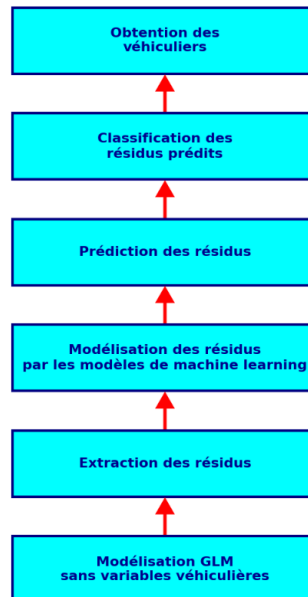 Obtention des
véhiculiers
Classification des
résidus prédits
Prédiction des résidus
Modélisation des résidus
par les modèles de machine learning
Extraction des résidus
Modélisation GLM
sans variables véhiculières